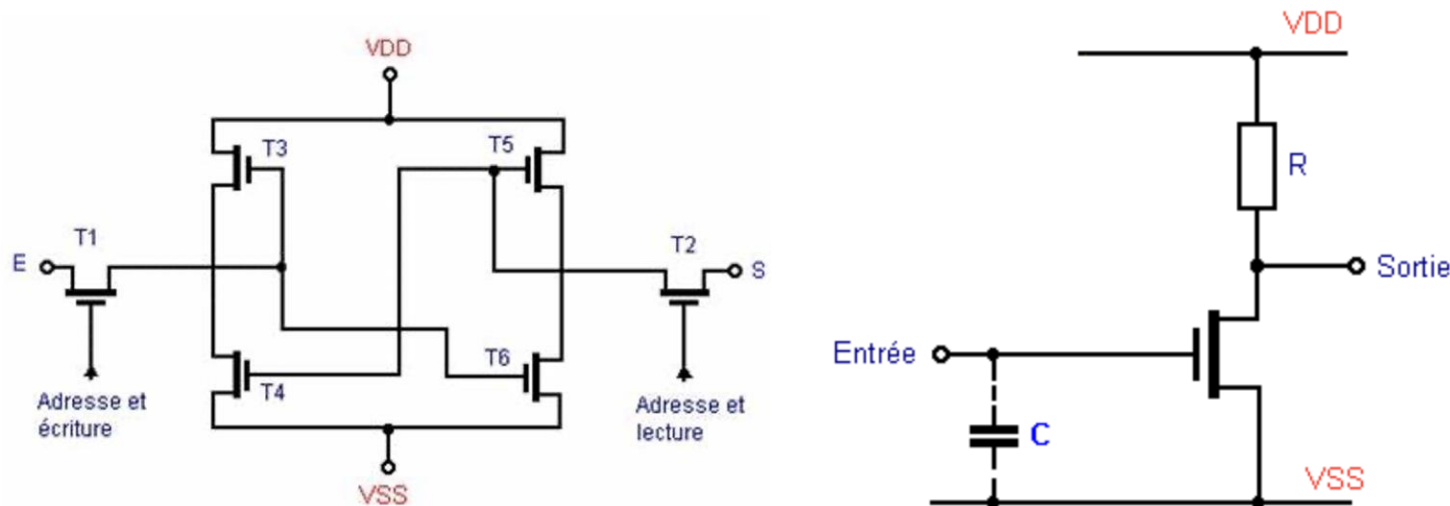 VDD
T3
T5
T1
E
T2
S
T4
T6
Adresse et
écriture
Adresse et
lecture
VSS
VDD
R
Sortie
Entrée
C
VSS